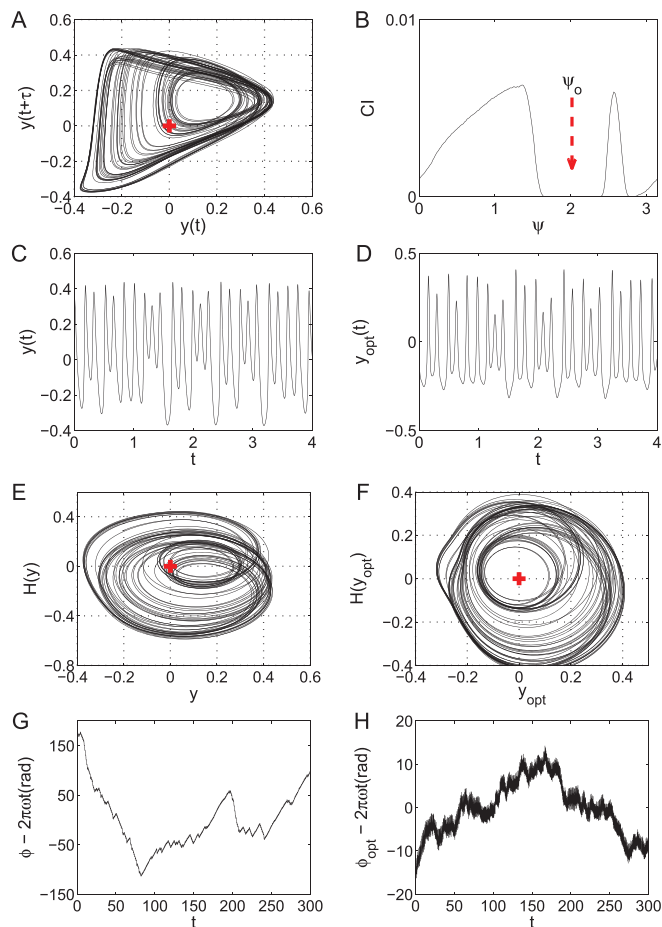 A
0.6
0.4
0.2
0
−0.2
−0.4
y(t+τ)
−0.4 −0.2 0 0.2 0.4 0.6
y(t)
B
0.01
0
CI
ψo
0 1 2 3
ψ
C
0.6
0.4
0.2
0
−0.2
−0.4
y(t)
0 1 2 3 4
t
D
0.5
0
−0.5
yopt(t)
0 1 2 3 4
t
E
0.4
0
−0.4
−0.8
H(y)
−0.4 −0.2 0 0.2 0.4 0.6
y
F
0.4
0.2
0
−0.2
−0.4
H(yopt)
−0.4 −0.2 0 0.2 0.4
yopt
G
150
50
−50
−150
ϕ − 2πωt(rad)
0 50 100 150 200 250 300
t
H
20
10
0
−10
−20
ϕopt − 2πωt(rad)
0 50 100 150 200 250 300
t